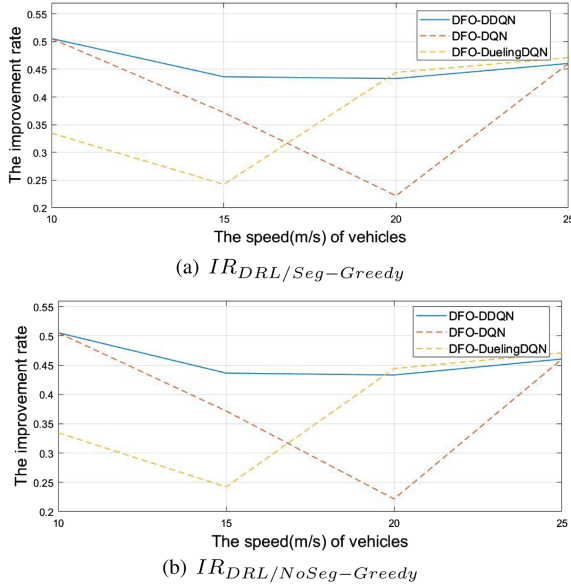 0.55
0.5
0.45
0.4
0.35
0.3
0.25
0.2
The improvement rate
DFO-DDQN
DFO-DQN
DFO-DuelingDQN
10 15 20 25
The speed(m/s) of vehicles
(a) IR_{DRL/Seg-Greedy}
0.55
0.5
0.45
0.4
0.35
0.3
0.25
0.2
The improvement rate
DFO-DDQN
DFO-DQN
DFO-DuelingDQN
10 15 20 25
The speed(m/s) of vehicles
(b) IR_{DRL/NoSeg-Greedy}